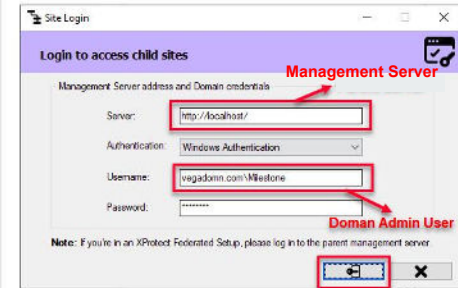 Site Login
Login to access child sites
Management Server
Management Server address and Domain credentials
Server: http://localhost/
Authentication: Windows Authentication
Username: vegadomn.com\Milestone
Password: ********
Doman Admin User
Note: If you're in an XProtect Federated Setup, please log in to the parent management server